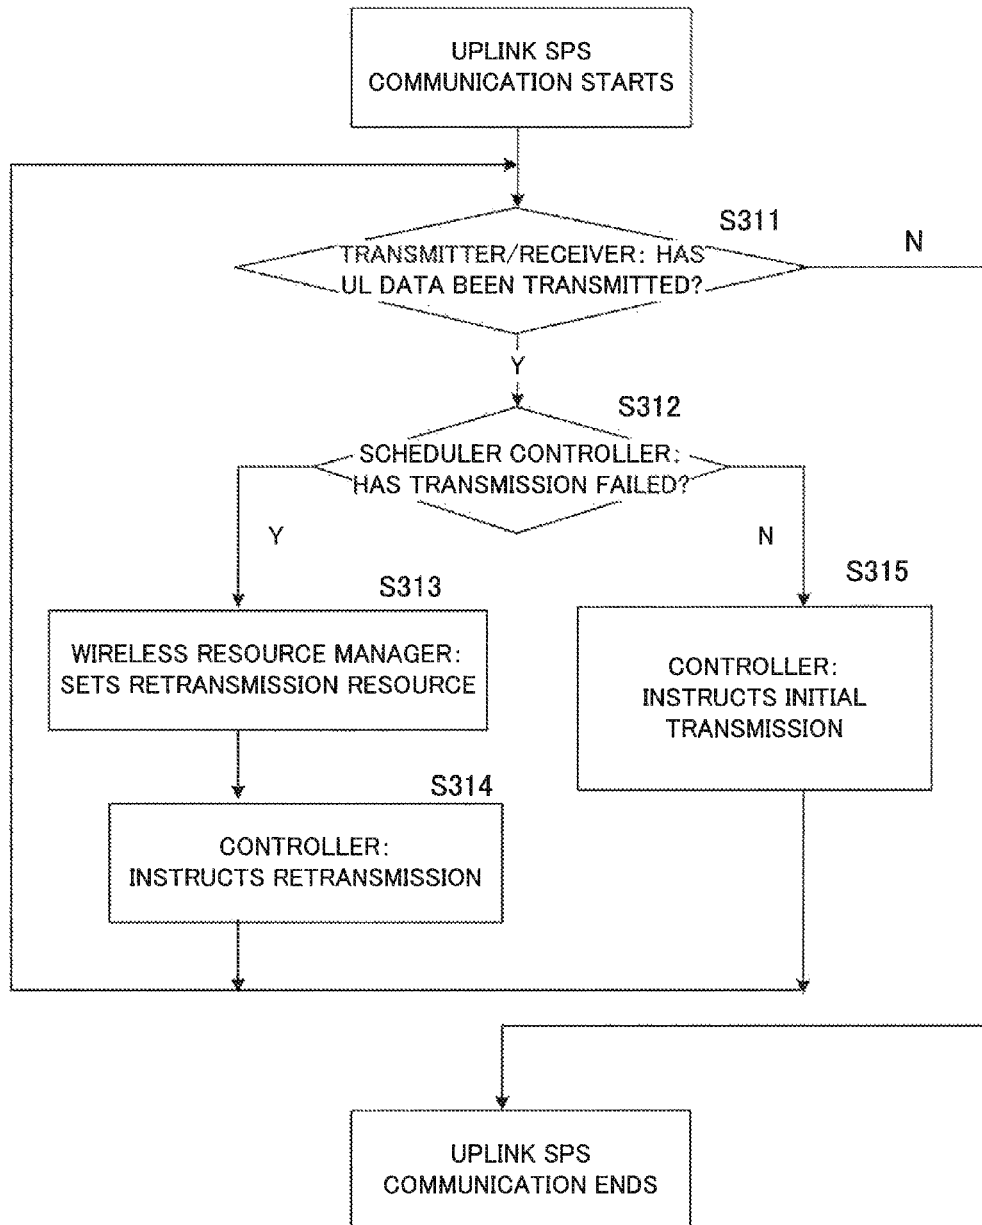 UPLINK SPS
COMMUNICATION STARTS
S311
N
TRANSMITTER/RECEIVER: HAS
UL DATA BEEN TRANSMITTED?
Y
S312
SCHEDULER CONTROLLER:
HAS TRANSMISSION FAILED?
Y
N
S313
S315
WIRELESS RESOURCE MANAGER:
SETS RETRANSMISSION RESOURCE
CONTROLLER:
INSTRUCTS INITIAL
TRANSMISSION
S314
CONTROLLER:
INSTRUCTS RETRANSMISSION
UPLINK SPS
COMMUNICATION ENDS